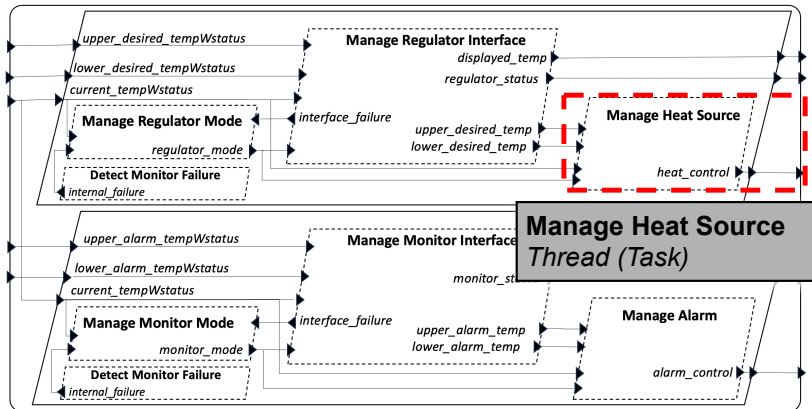 upper_desired_tempWstatus
lower_desired_tempWstatus
current_tempWstatus
Manage Regulator Interface
displayed_temp
regulator_status
interface_failure
upper_desired_temp
lower_desired_temp
Manage Regulator Mode
regulator_mode
Detect Monitor Failure
internal_failure
Manage Heat Source
heat_control
Manage Heat Source
Thread (Task)
upper_alarm_tempWstatus
lower_alarm_tempWstatus
current_tempWstatus
Manage Monitor Interface
interface_failure
upper_alarm_temp
lower_alarm_temp
Manage Monitor Mode
monitor_mode
Detect Monitor Failure
internal_failure
Manage Alarm
alarm_control